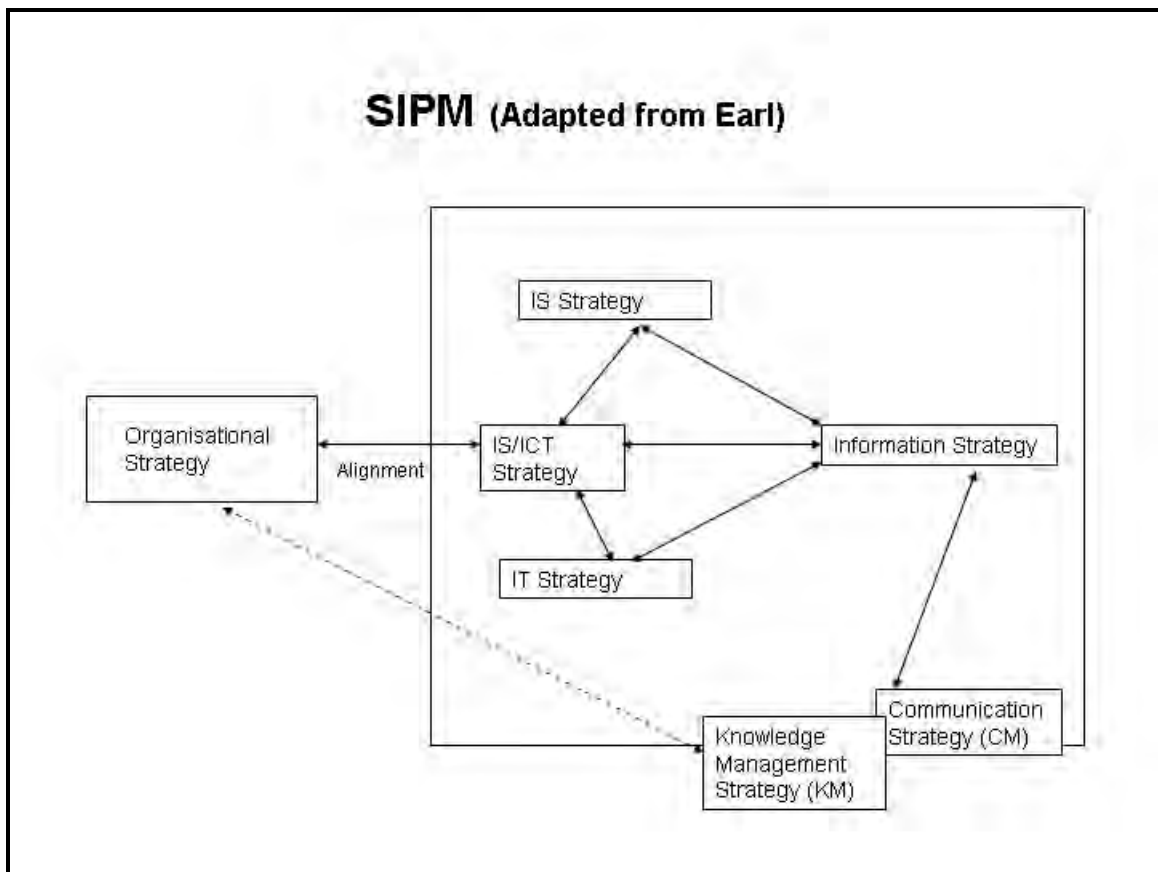 SIPM (Adapted from Earl)
IS Strategy
Organisational
Strategy
Alignment
IS/ICT
Strategy
Information Strategy
IT Strategy
Communication
Strategy (CM)
Knowledge
Management
Strategy (KM)